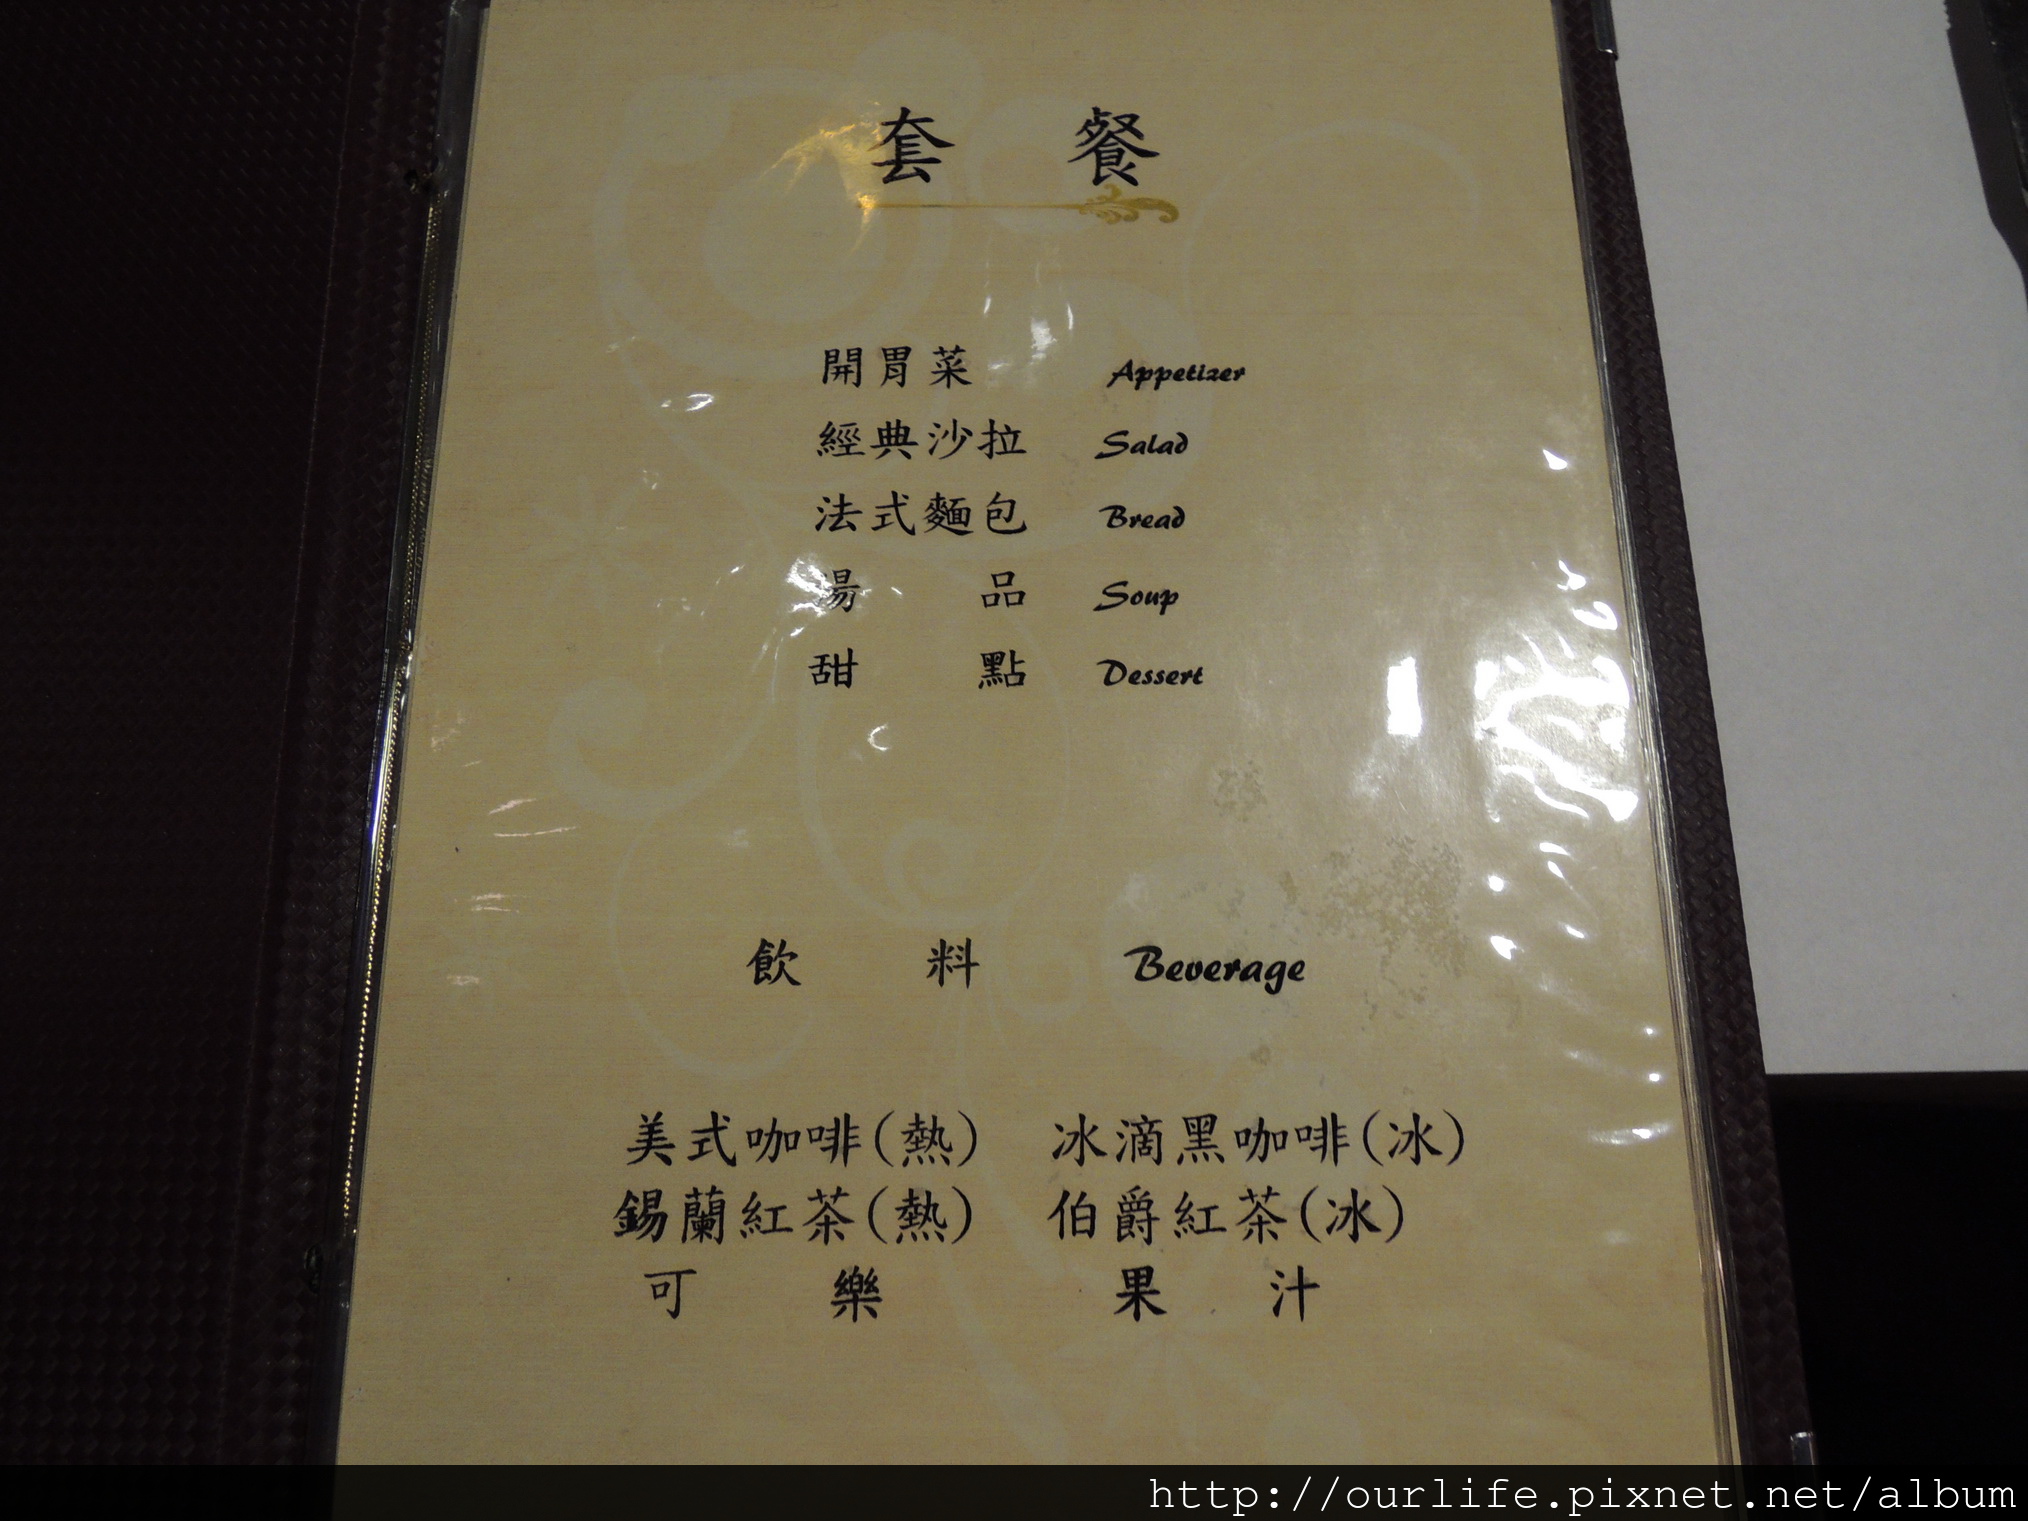 套餐
開胃菜 Appetizer
經典沙拉 Salad
法式麵包 Bread
湯品 Soup
甜點 Dessert
飲料 Beverage
美式咖啡(熱) 冰滴黑咖啡(冰)
錫蘭紅茶(熱) 伯爵紅茶(冰)
可樂 果汁
http://ourlife.pixnet.net/album